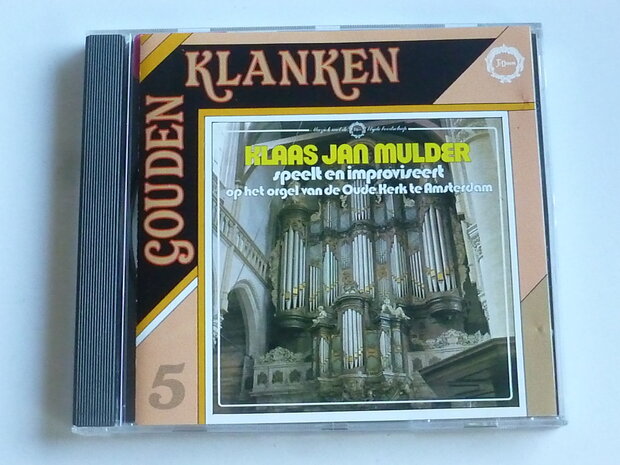 GOUDEN
KLANKEN
KLAAS JAN MULDER
speelt en improviseert
op het orgel van de Oude Kerk te Amsterdam
5